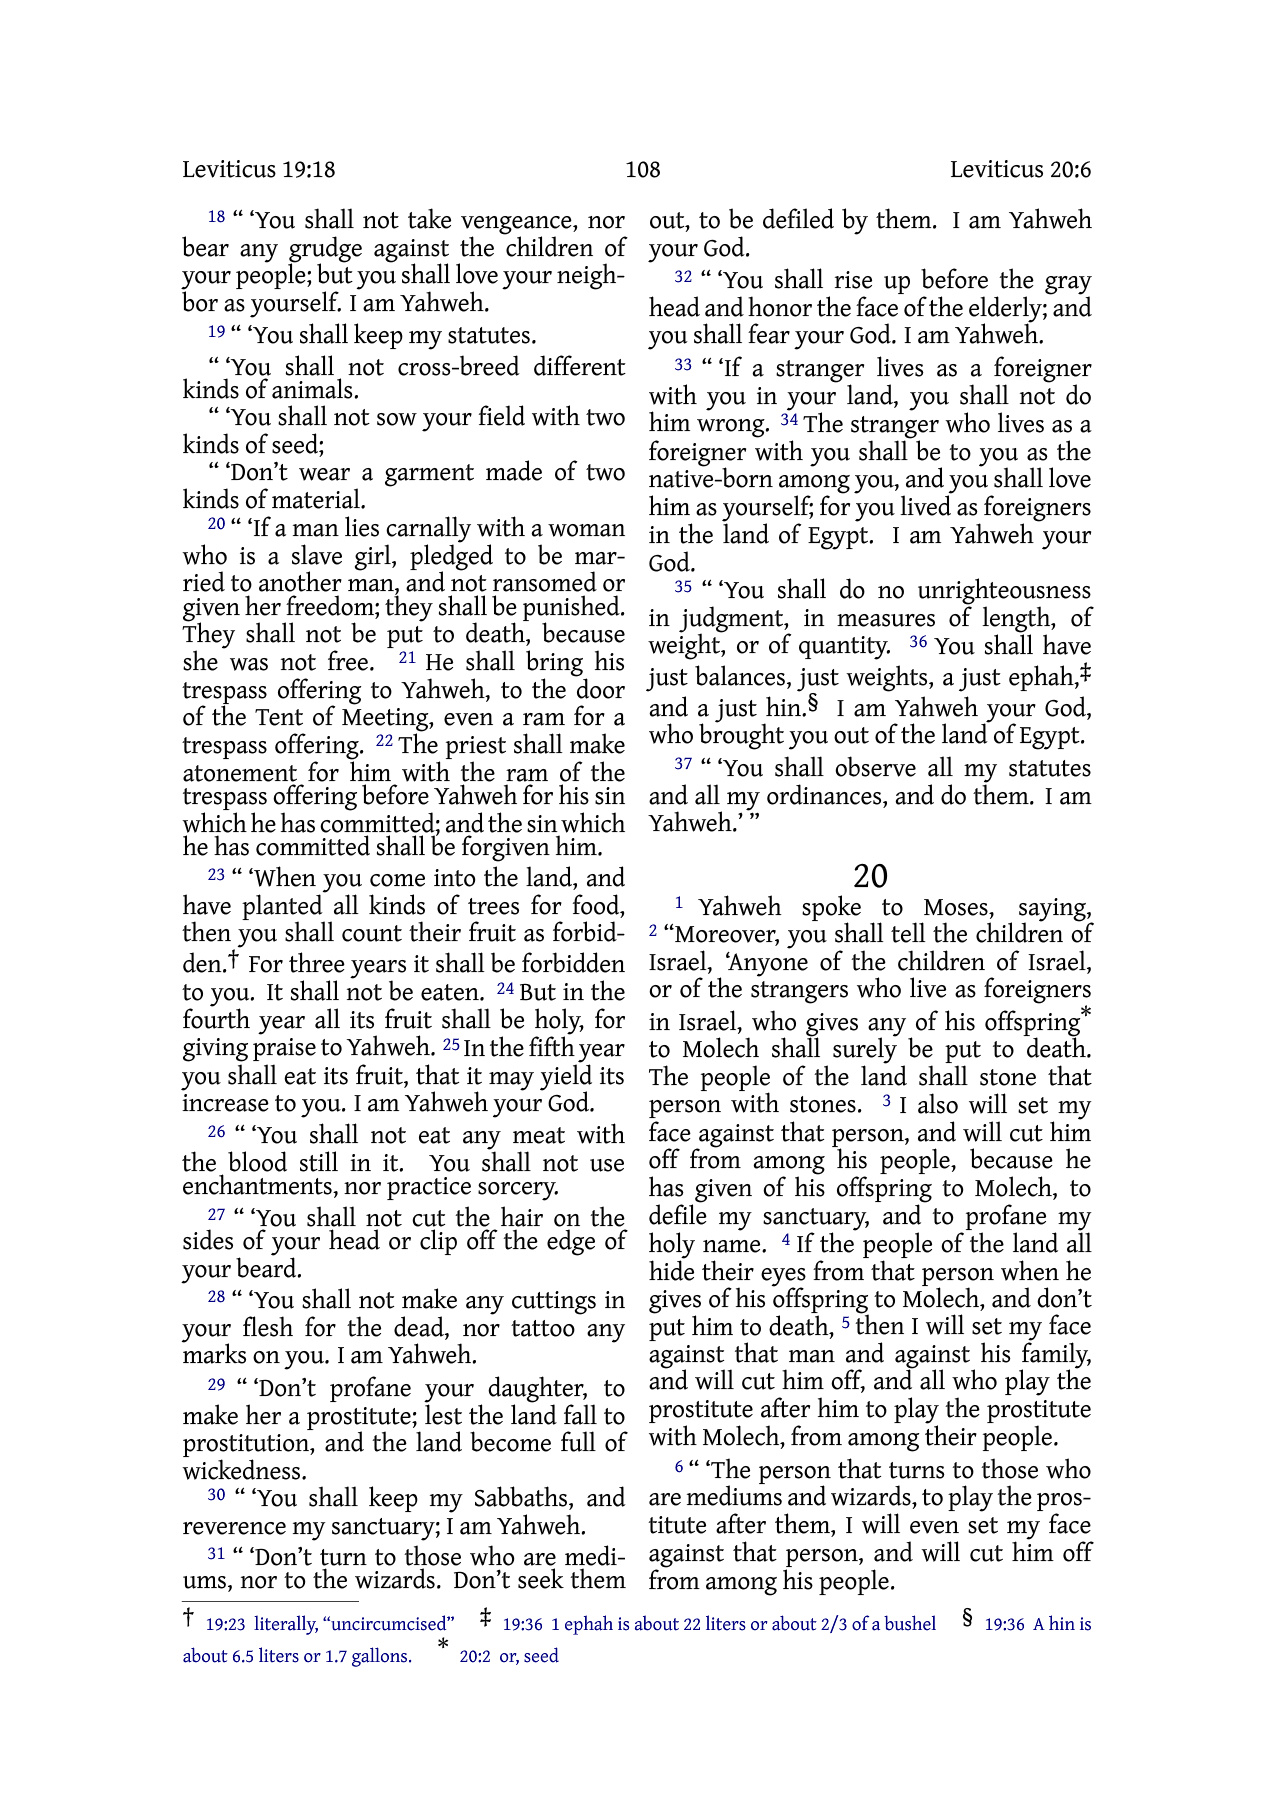 Leviticus 19:18 108 Leviticus 20:6
18 “ ‘You shall not take vengeance, nor
bear any grudge against the children of
your people; but you shall love your neigh-
bor as yourself. I am Yahweh.
19 “ ‘You shall keep my statutes.
“ ‘You shall not cross-breed different
kinds of animals.
“ ‘You shall not sow your field with two
kinds of seed;
“ ‘Don’t wear a garment made of two
kinds of material.
20 “ ‘If a man lies carnally with a woman
who is a slave girl, pledged to be mar-
ried to another man, and not ransomed or
given her freedom; they shall be punished.
They shall not be put to death, because
she was not free. 21 He shall bring his
trespass offering to Yahweh, to the door
of the Tent of Meeting, even a ram for a
trespass offering. 22 The priest shall make
atonement for him with the ram of the
trespass offering before Yahweh for his sin
which he has committed; and the sin which
he has committed shall be forgiven him.
23 “ ‘When you come into the land, and
have planted all kinds of trees for food,
then you shall count their fruit as forbid-
den.† For three years it shall be forbidden
to you. It shall not be eaten. 24 But in the
fourth year all its fruit shall be holy, for
giving praise to Yahweh. 25 In the fifth year
you shall eat its fruit, that it may yield its
increase to you. I am Yahweh your God.
26 “ ‘You shall not eat any meat with
the blood still in it. You shall not use
enchantments, nor practice sorcery.
27 “ ‘You shall not cut the hair on the
sides of your head or clip off the edge of
your beard.
28 “ ‘You shall not make any cuttings in
your flesh for the dead, nor tattoo any
marks on you. I am Yahweh.
29 “ ‘Don’t profane your daughter, to
make her a prostitute; lest the land fall to
prostitution, and the land become full of
wickedness.
30 “ ‘You shall keep my Sabbaths, and
reverence my sanctuary; I am Yahweh.
31 “ ‘Don’t turn to those who are medi-
ums, nor to the wizards. Don’t seek them
out, to be defiled by them. I am Yahweh
your God.
32 “ ‘You shall rise up before the gray
head and honor the face of the elderly; and
you shall fear your God. I am Yahweh.
33 “ ‘If a stranger lives as a foreigner
with you in your land, you shall not do
him wrong. 34 The stranger who lives as a
foreigner with you shall be to you as the
native-born among you, and you shall love
him as yourself; for you lived as foreigners
in the land of Egypt. I am Yahweh your
God.
35 “ ‘You shall do no unrighteousness
in judgment, in measures of length, of
weight, or of quantity. 36 You shall have
just balances, just weights, a just ephah,‡
and a just hin.§ I am Yahweh your God,
who brought you out of the land of Egypt.
37 “ ‘You shall observe all my statutes
and all my ordinances, and do them. I am
Yahweh.’ ”
20
1 Yahweh spoke to Moses, saying,
2 “Moreover, you shall tell the children of
Israel, ‘Anyone of the children of Israel,
or of the strangers who live as foreigners
in Israel, who gives any of his offspring*
to Molech shall surely be put to death.
The people of the land shall stone that
person with stones. 3 I also will set my
face against that person, and will cut him
off from among his people, because he
has given of his offspring to Molech, to
defile my sanctuary, and to profane my
holy name. 4 If the people of the land all
hide their eyes from that person when he
gives of his offspring to Molech, and don’t
put him to death, 5 then I will set my face
against that man and against his family,
and will cut him off, and all who play the
prostitute after him to play the prostitute
with Molech, from among their people.
6 “ ‘The person that turns to those who
are mediums and wizards, to play the pros-
titute after them, I will even set my face
against that person, and will cut him off
from among his people.
† 19:23 literally, “uncircumcised” ‡ 19:36 1 ephah is about 22 liters or about 2/3 of a bushel § 19:36 A hin is
about 6.5 liters or 1.7 gallons. * 20:2 or, seed